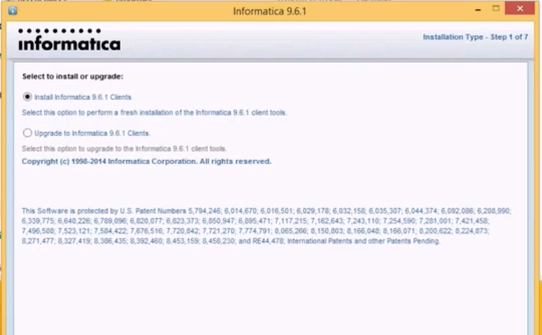 Informatica 9.6.1
informatica
Installation Type - Step 1 of 7
Select to install or upgrade:
Install Informatica 9.6.1 Clients
Select this option to perform a fresh installation of the Informatica 9.6.1 client tools.
Upgrade to Informatica 9.6.1 Clients.
Select this option to upgrade to the Informatica 9.6.1 client tools.
Copyright (c) 1998-2014 Informatica Corporation. All rights reserved.
This Software is protected by U.S. Patent Numbers 5,794,246; 6,014,670; 6,016,501; 6,029,178; 6,032,158; 6,035,307; 6,044,374; 6,092,086; 6,208,990;
6,339,775; 6,640,226; 6,789,096; 6,820,077; 6,823,373; 6,850,947; 6,895,471; 7,117,215; 7,162,643; 7,243,110; 7,254,590; 7,281,001; 7,421,458;
7,496,588; 7,523,121; 7,584,422; 7,676,516; 7,720,842; 7,721,270; 7,774,791; 8,065,266; 8,150,803; 8,166,048; 8,166,071; 8,200,622; 8,224,873;
8,271,477; 8,327,419; 8,386,435; 8,392,460; 8,453,159; 8,458,230; and RE44,478; International Patents and other Patents Pending.